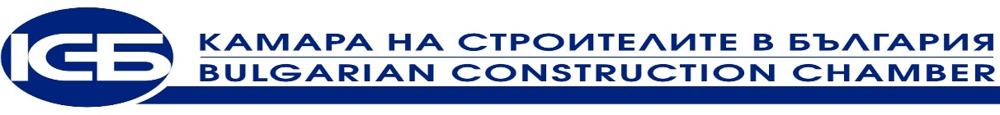 КСБ
КАМАРА НА СТРОИТЕЛИТЕ В БЪЛГАРИЯ
BULGARIAN CONSTRUCTION CHAMBER